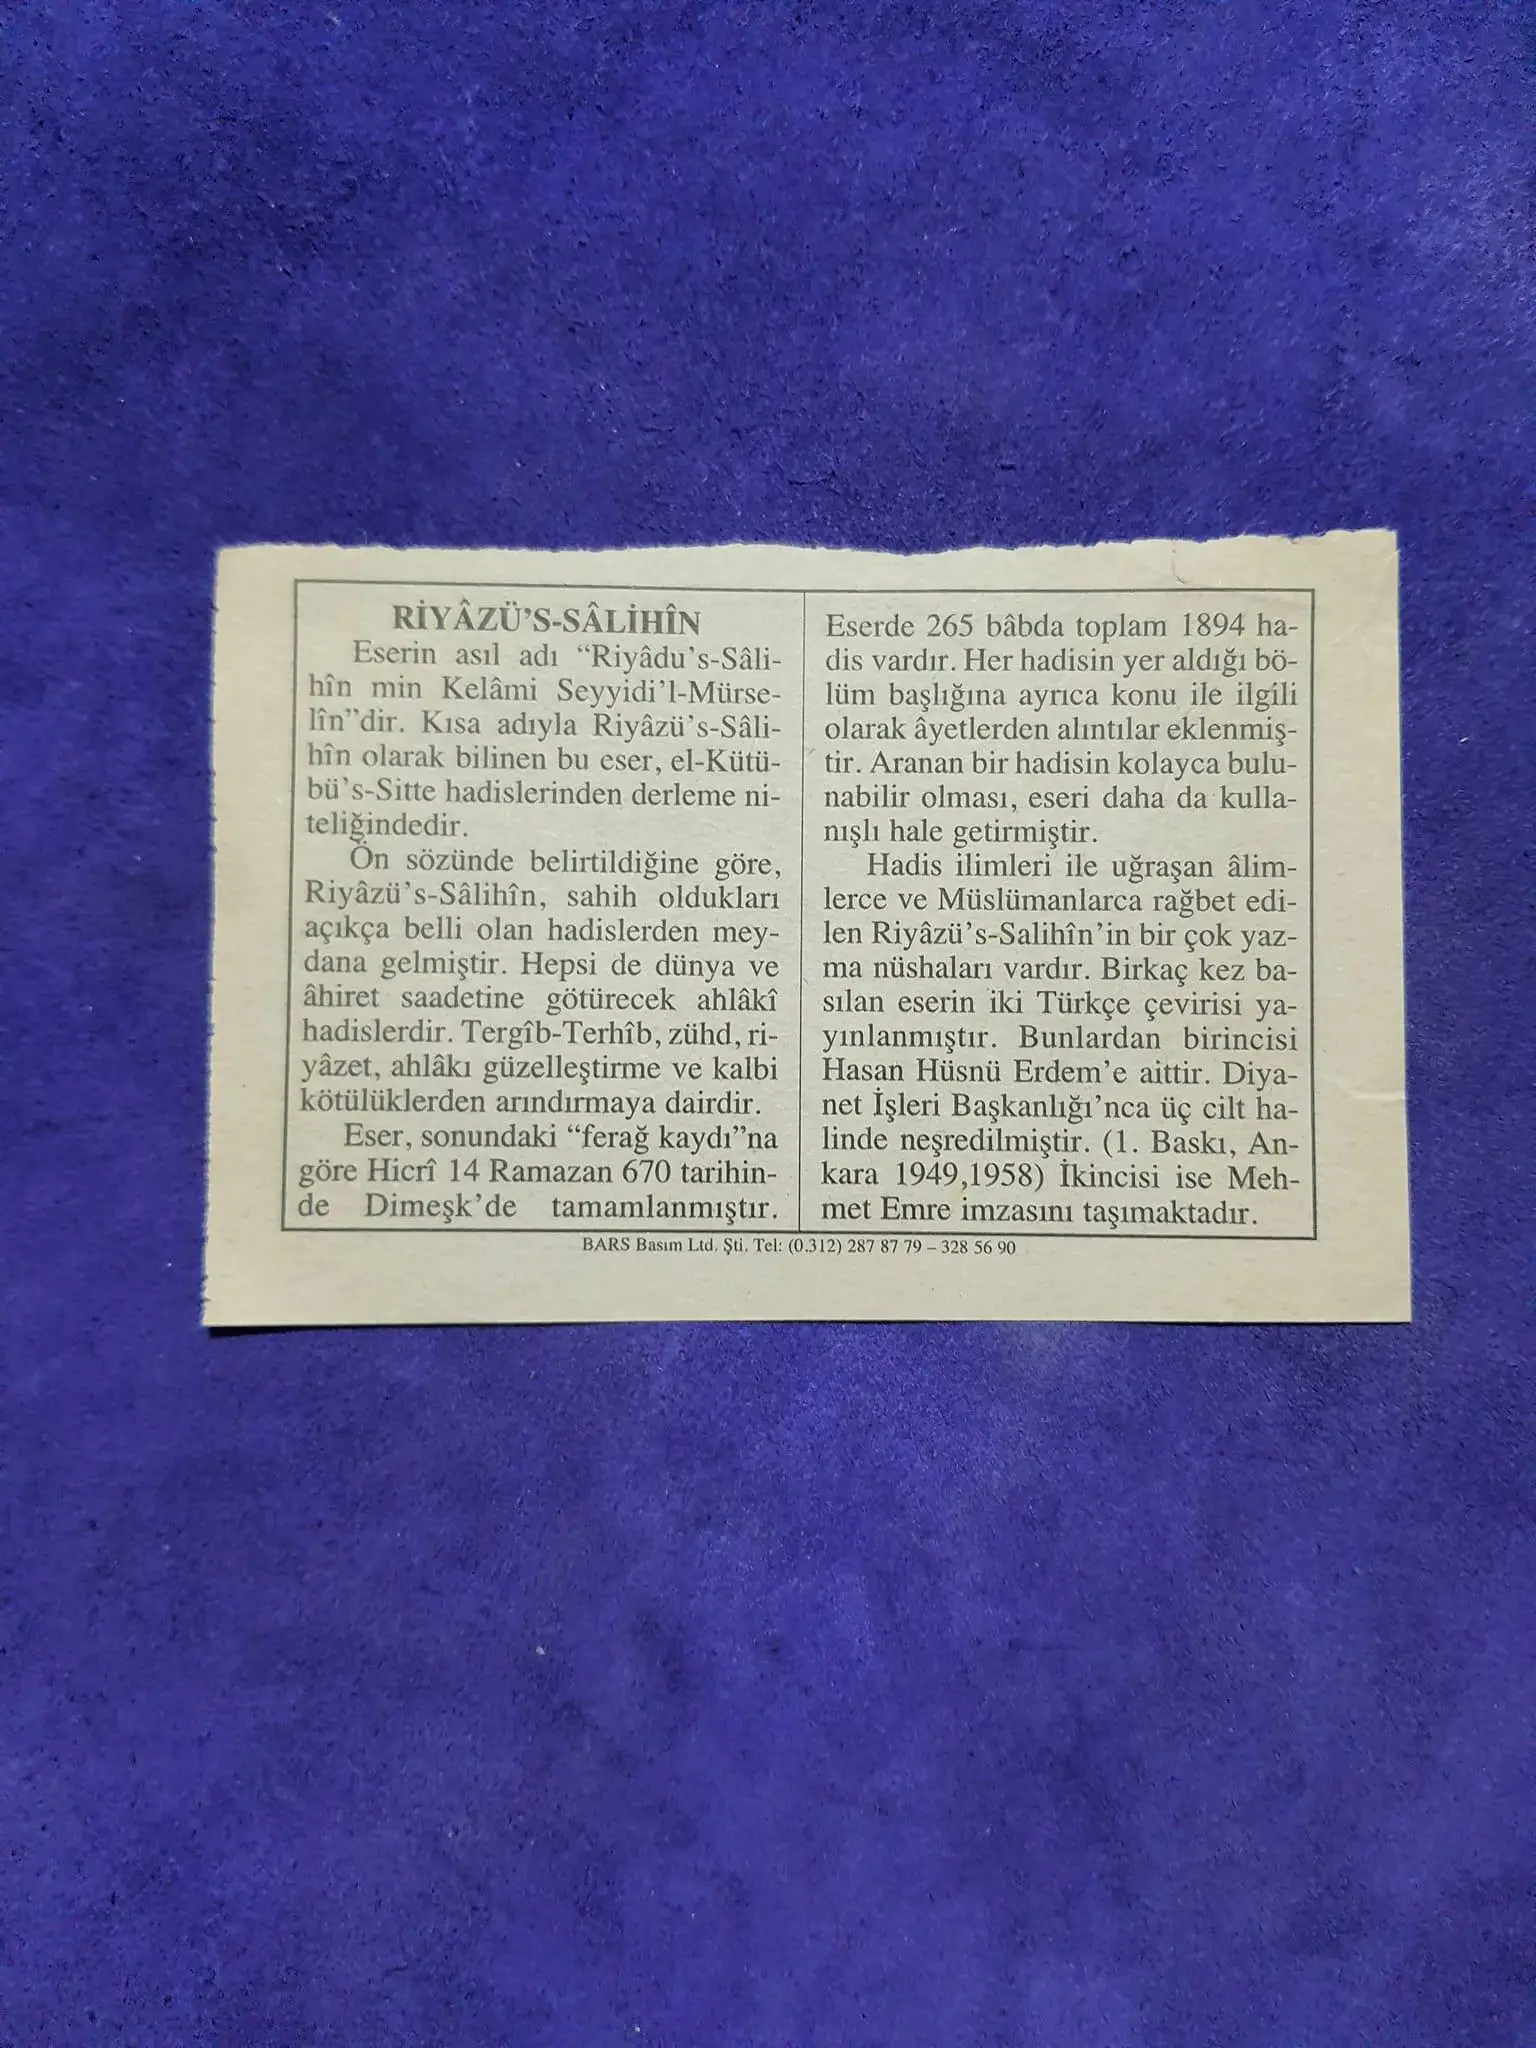 RİYÂZÜ'S-SÂLİHÎN
Eserin asıl adı “Riyâdu's-Sâli-
hîn min Kelâmi Seyyidi'l-Mürse-
lîn”dir. Kısa adıyla Riyâzü's-Sâli-
hîn olarak bilinen bu eser, el-Kütü-
bü's-Sitte hadislerinden derleme ni-
teliğindedir.
Ön sözünde belirtildiğine göre,
Riyâzü's-Sâlihîn, sahih oldukları
açıkça belli olan hadislerden mey-
dana gelmiştir. Hepsi de dünya ve
âhiret saadetine götürecek ahlâkî
hadislerdir. Tergîb-Terhîb, zühd, ri-
yâzet, ahlâkı güzelleştirme ve kalbi
kötülüklerden arındırmaya dairdir.
Eser, sonundaki “ferağ kaydı”na
göre Hicrî 14 Ramazan 670 tarihin-
de Dimeşk'de tamamlanmıştır.
Eserde 265 bâbda toplam 1894 ha-
dis vardır. Her hadisin yer aldığı bö-
lüm başlığına ayrıca konu ile ilgili
olarak âyetlerden alıntılar eklenmiş-
tir. Aranan bir hadisin kolayca bulu-
nabilir olması, eseri daha da kulla-
nışlı hale getirmiştir.
Hadis ilimleri ile uğraşan âlim-
lerce ve Müslümanlarca rağbet edi-
len Riyâzü's-Salihîn'in bir çok yaz-
ma nüshaları vardır. Birkaç kez ba-
sılan eserin iki Türkçe çevirisi ya-
yınlanmıştır. Bunlardan birincisi
Hasan Hüsnü Erdem'e aittir. Diya-
net İşleri Başkanlığı'nca üç cilt ha-
linde neşredilmiştir. (1. Baskı, An-
kara 1949,1958) İkincisi ise Meh-
met Emre imzasını taşımaktadır.
BARS Basım Ltd. Şti. Tel: (0.312) 287 87 79 – 328 56 90